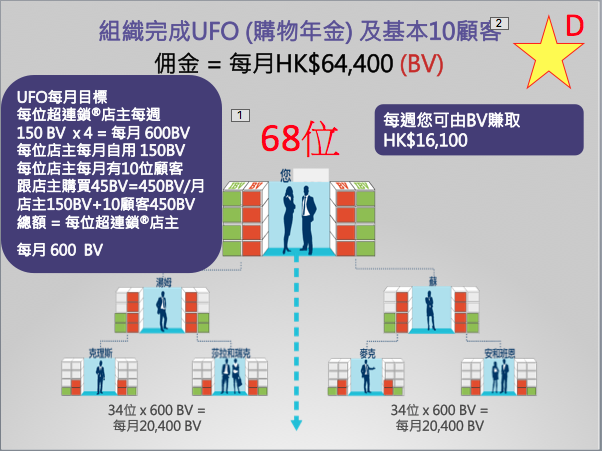 組織完成UFO (購物年金) 及基本10顧客
2
D
佣金 = 每月HK$64,400 (BV)
UFO每月目標
每位超連鎖®店主每週
150 BV x 4 = 每月 600BV
每位店主每月自用 150BV
每位店主每月有10位顧客
跟店主購買45BV=450BV/月
店主150BV+10顧客450BV
總額 = 每位超連鎖®店主
每月 600 BV
1
68位
每週您可由BV賺取
HK$16,100
您
湯姆
蘇
克理斯
莎拉和瑞克
麥克
安和班恩
34位 x 600 BV =
每月20,400 BV
34位 x 600 BV =
每月20,400 BV